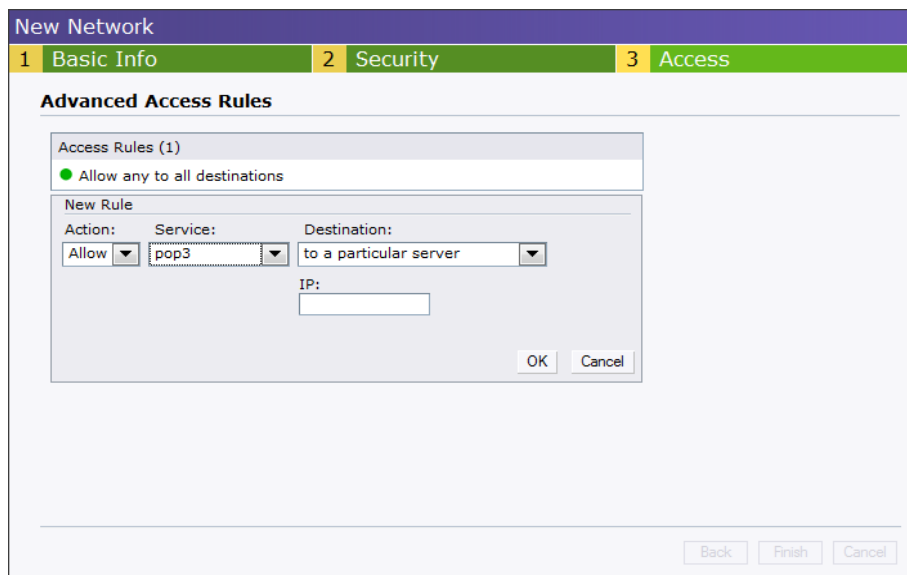 New Network
1 Basic Info 2 Security 3 Access
Advanced Access Rules
Access Rules (1)
Allow any to all destinations
New Rule
Action: Service: Destination:
Allow pop3 to a particular server
IP:
OK Cancel
Back Finish Cancel